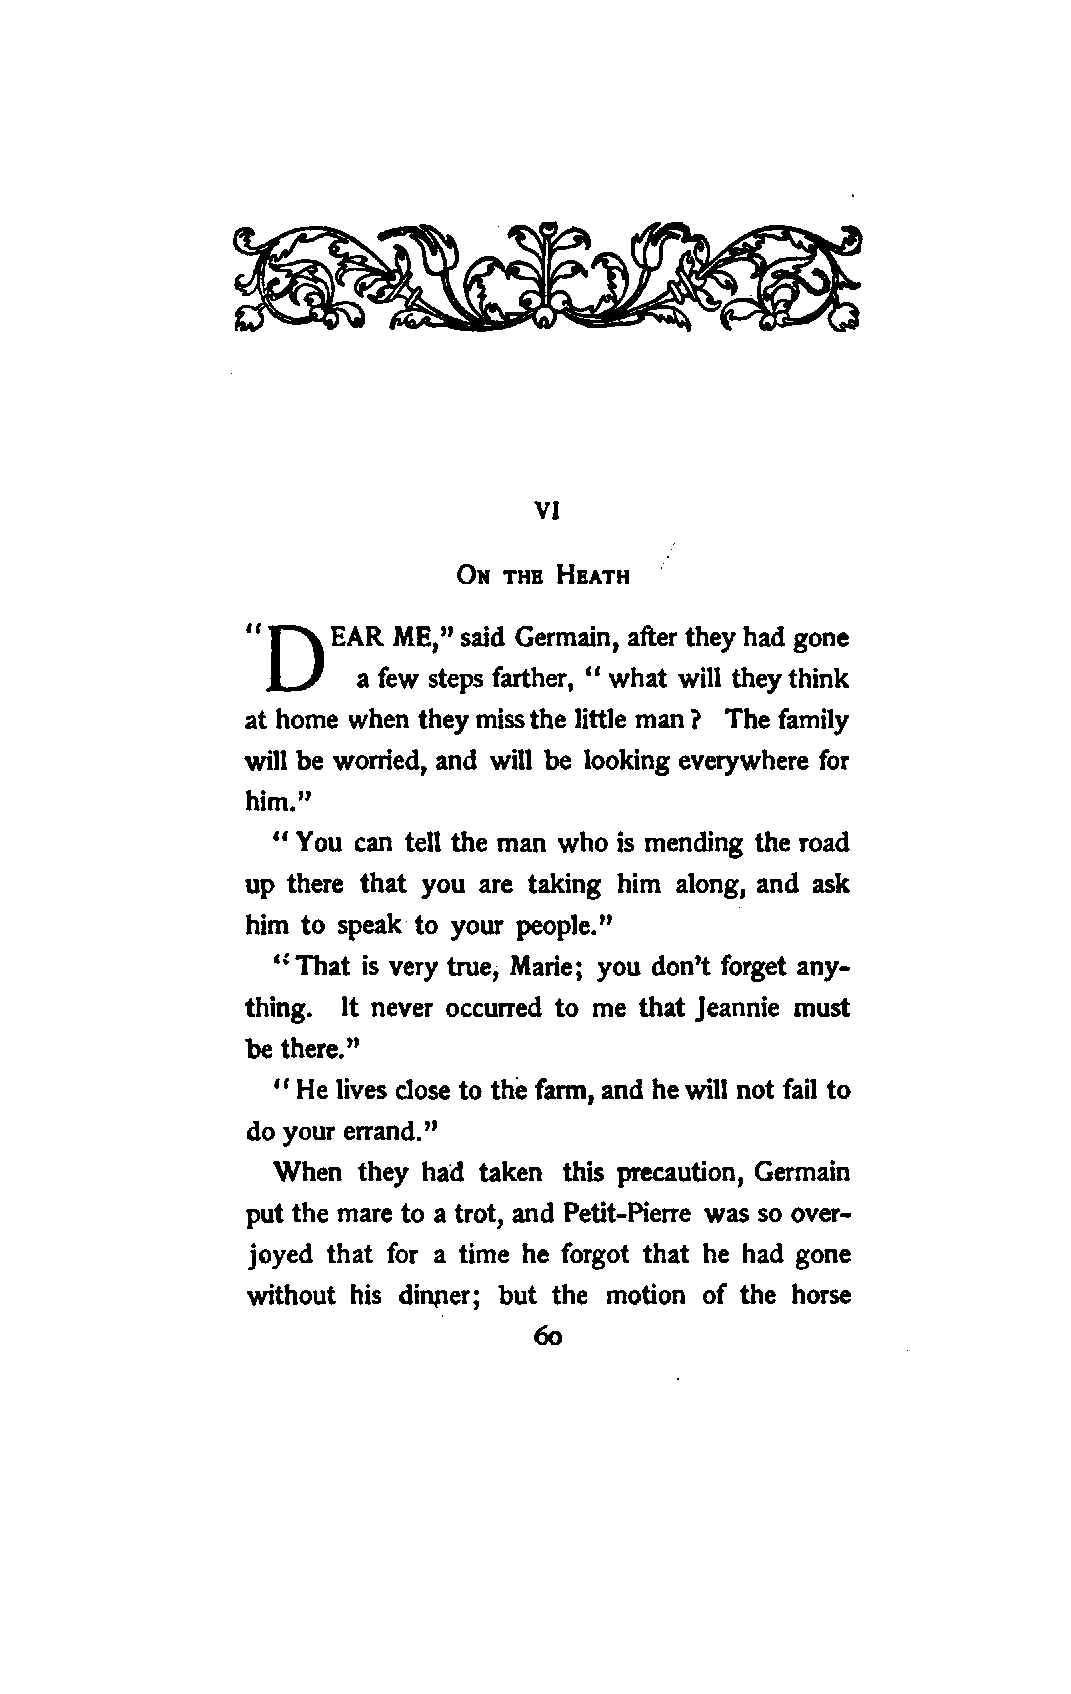 VI
On the Heath
"DEAR ME," said Germain, after they had gone
a few steps farther, "what will they think
at home when they miss the little man? The family
will be worried, and will be looking everywhere for
him."
"You can tell the man who is mending the road
up there that you are taking him along, and ask
him to speak to your people."
"That is very true, Marie; you don't forget any-
thing. It never occurred to me that Jeannie must
be there."
"He lives close to the farm, and he will not fail to
do your errand."
When they had taken this precaution, Germain
put the mare to a trot, and Petit-Pierre was so over-
joyed that for a time he forgot that he had gone
without his dinner; but the motion of the horse
60